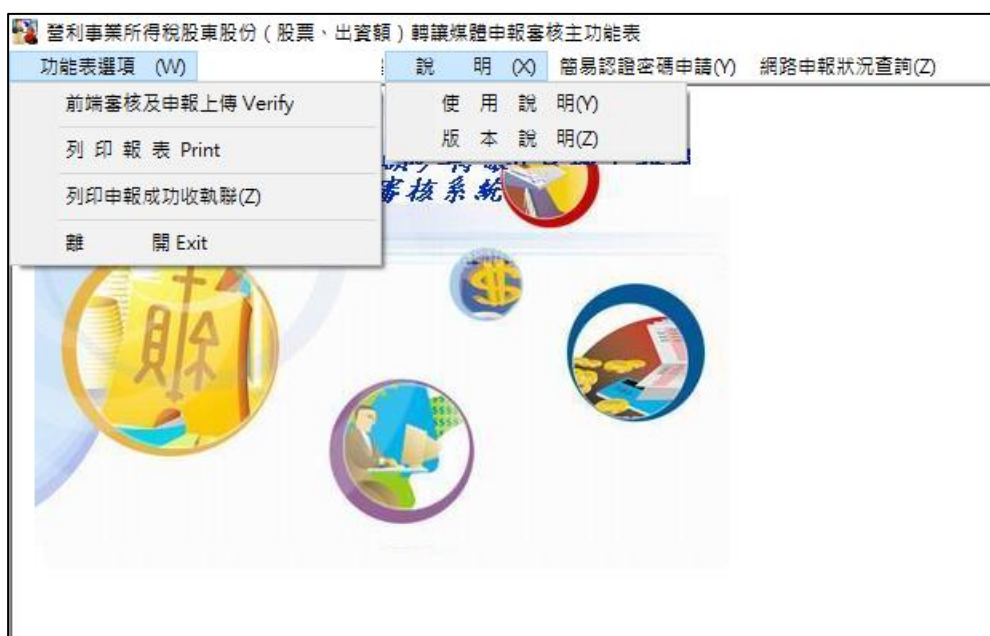 營利事業所得稅股東股份(股票、出資額)轉讓媒體申報審核主功能表
功能表選項 (W) 說 明 (X) 簡易認證密碼申請(Y) 網路申報狀況查詢(Z)
前端審核及申報上傳 Verify
列 印 報 表 Print
列印申報成功收執聯(Z)
離 開 Exit
使 用 說 明(Y)
版 本 說 明(Z)
審核系統
財